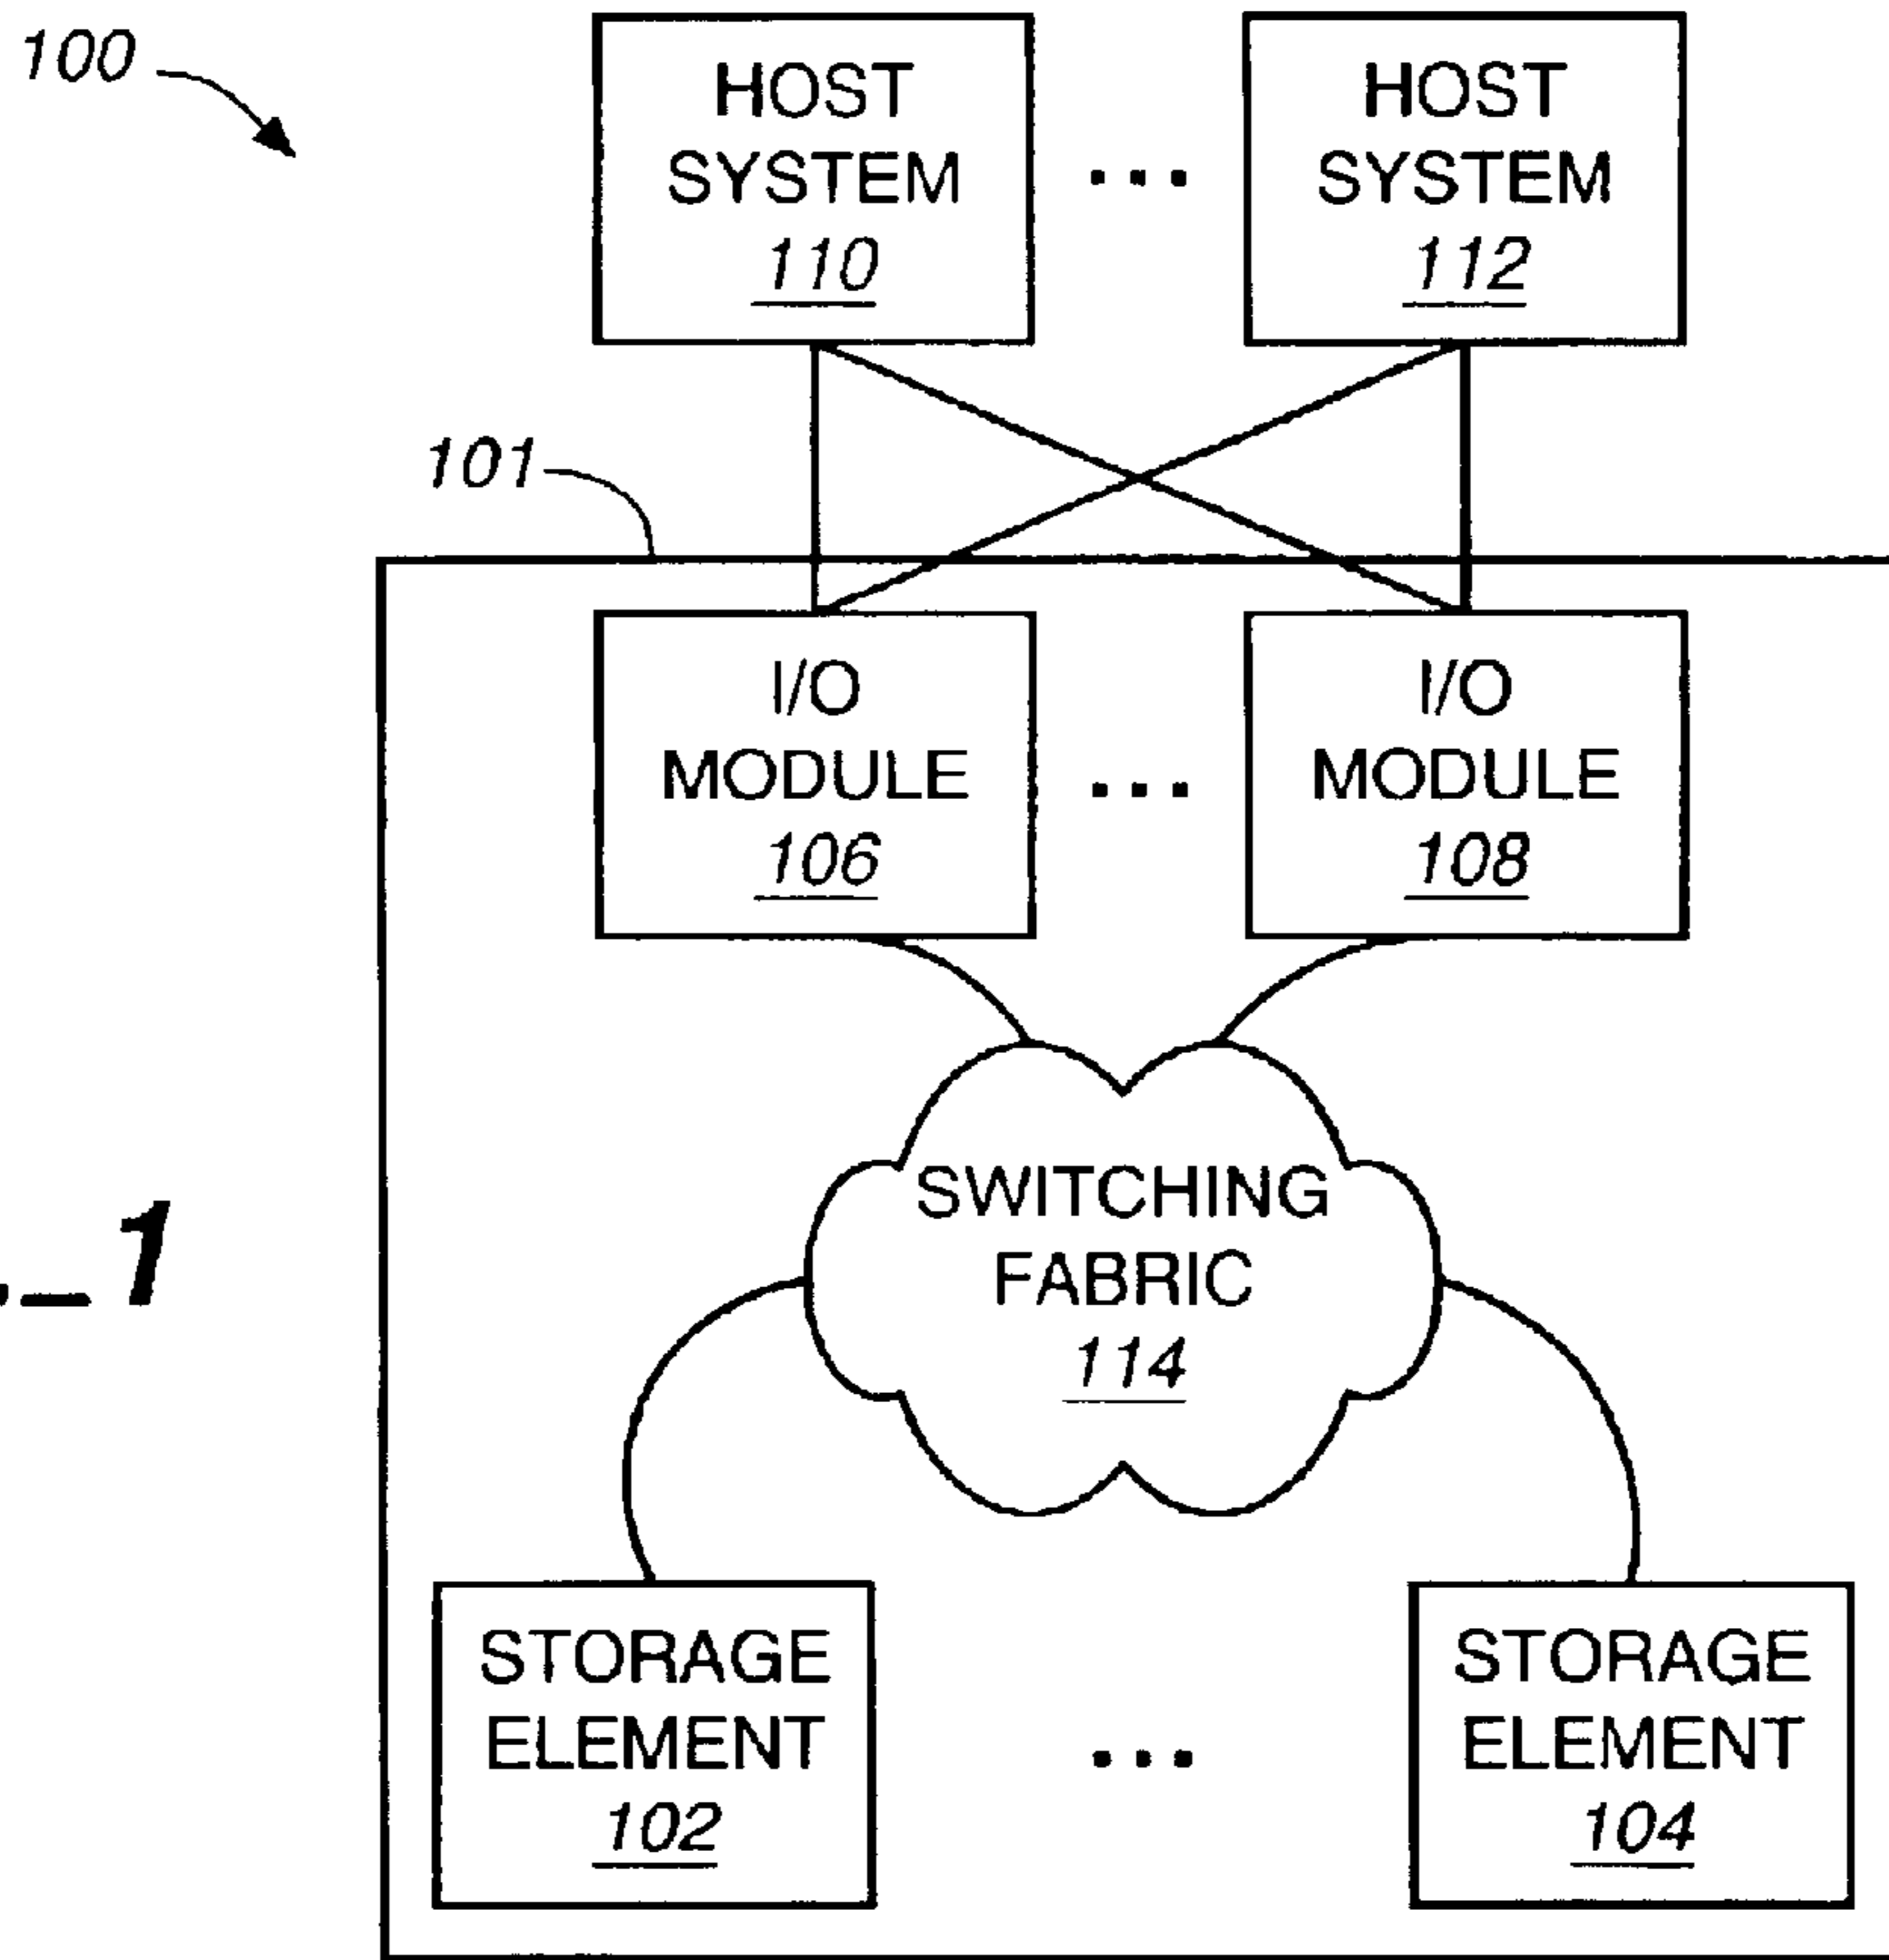 100
HOST
SYSTEM
110
...
HOST
SYSTEM
112
101
I/O
MODULE
106
...
I/O
MODULE
108
SWITCHING
FABRIC
114
_1
STORAGE
ELEMENT
102
...
STORAGE
ELEMENT
104